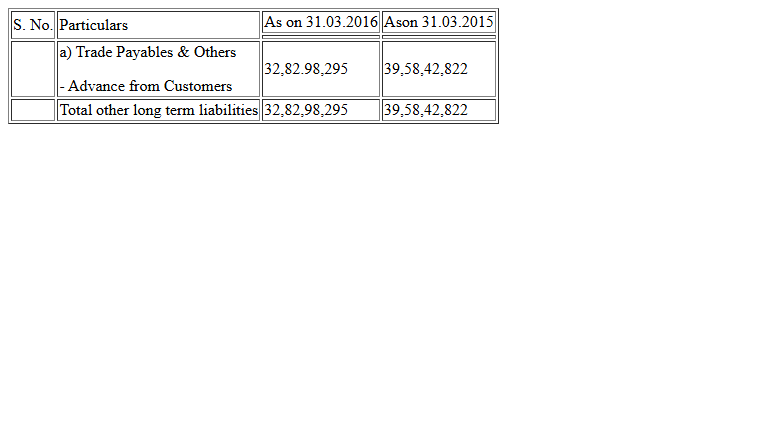 S. No. Particulars As on 31.03.2016 Ason 31.03.2015
a) Trade Payables & Others
- Advance from Customers 32,82.98,295 39,58,42,822
Total other long term liabilities 32,82,98,295 39,58,42,822